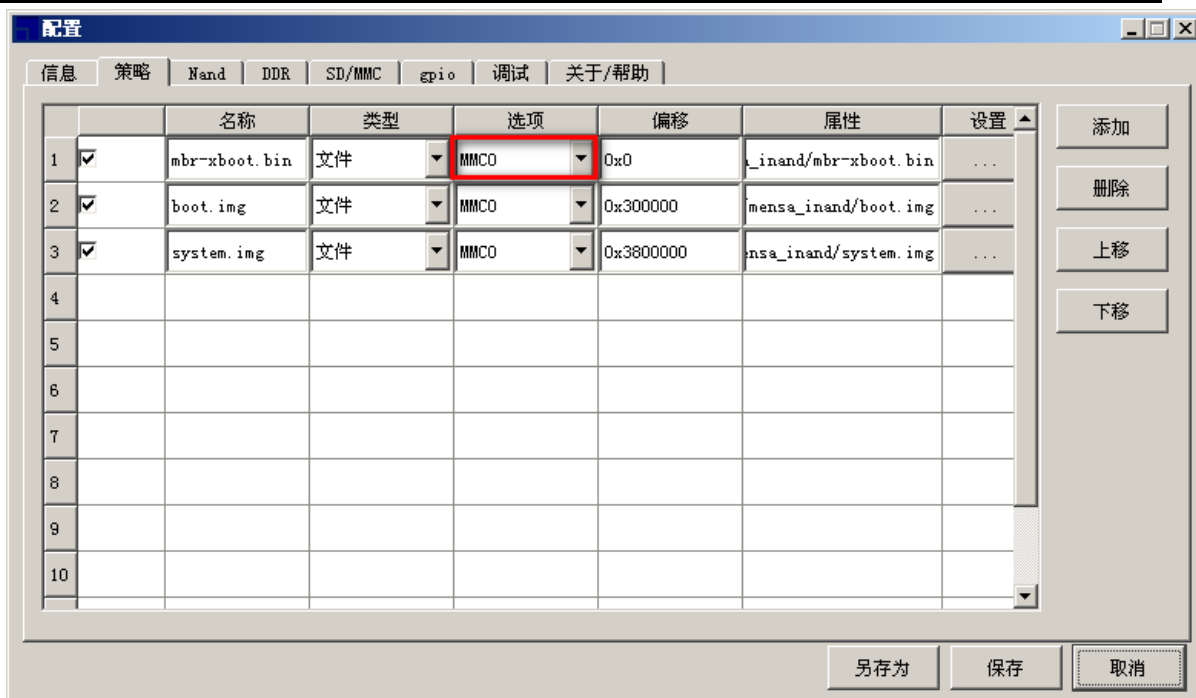 配置
信息 策略 Nand DDR SD/MMC gpio 调试 关于/帮助
名称 类型 选项 偏移 属性 设置
1 mbr-xboot.bin 文件 MMC0 0x0 _inand/mbr-xboot.bin ...
2 boot.img 文件 MMC0 0x300000 mensa_inand/boot.img ...
3 system.img 文件 MMC0 0x3800000 nsa_inand/system.img ...
4
5
6
7
8
9
10
添加
册除
上移
下移
另存为 保存 取消